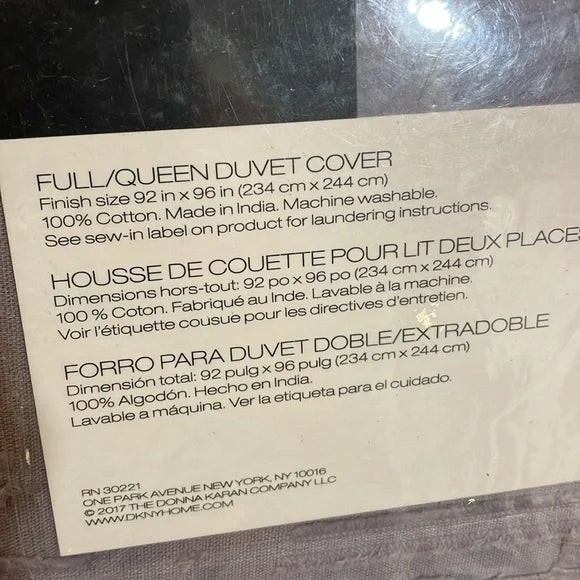 FULL/QUEEN DUVET COVER
Finish size 92 in x 96 in (234 cm x 244 cm)
100% Cotton. Made in India. Machine washable.
See sew-in label on product for laundering instructions.
HOUSSE DE COUETTE POUR LIT DEUX PLACES
Dimensions hors-tout: 92 po x 96 po (234 cm x 244 cm)
100 % Coton. Fabriqué au Inde. Lavable à la machine.
Voir l'étiquette cousue pour les directives d'entretien.
FORRO PARA DUVET DOBLE/EXTRADOBLE
Dimensión total: 92 pulg x 96 pulg (234 cm x 244 cm)
100% Algodón. Hecho en India.
Lavable a máquina. Ver la etiqueta para el cuidado.
RN 30221
ONE PARK AVENUE NEW YORK, NY 10016
© 2017 THE DONNA KARAN COMPANY LLC
WWW.DKNYHOME.COM